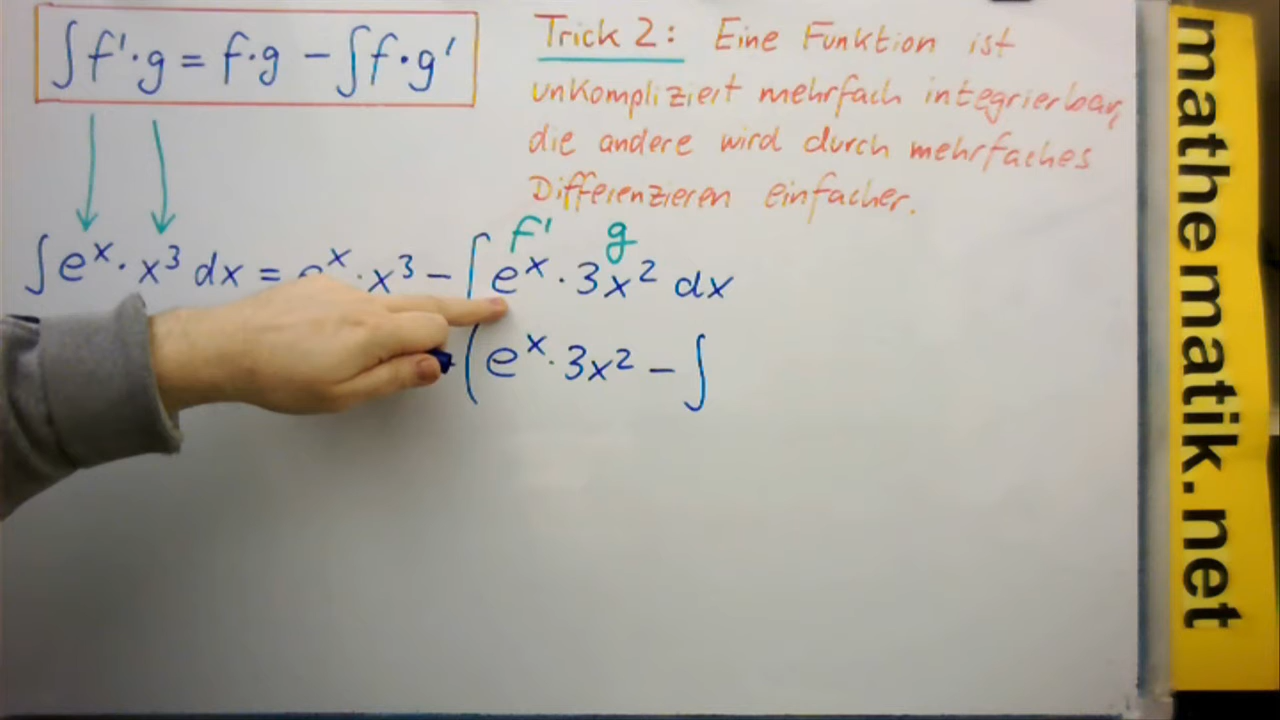 ∫f'·g = f·g − ∫f·g'
Trick 2: Eine Funktion ist
unkompliziert mehrfach integrierbar,
die andere wird durch mehrfaches
Differenzieren einfacher.
f' g
∫eˣ·x³ dx = eˣ·x³ − ∫eˣ·3x² dx
(eˣ·3x² − ∫
mathematik.net